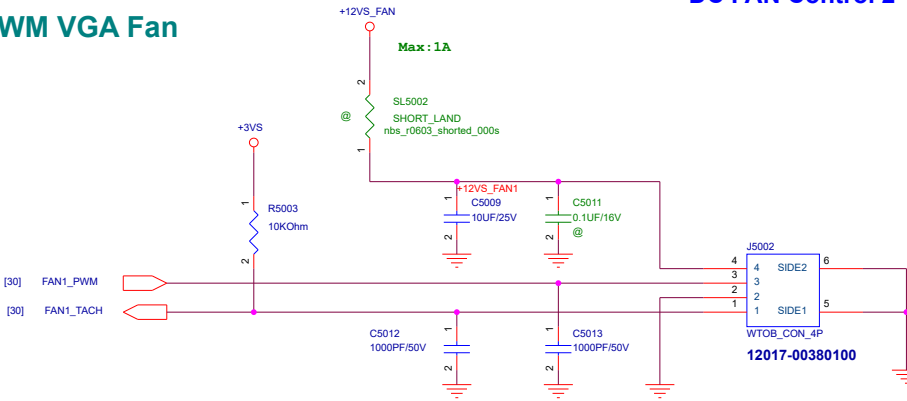 DC FAN Control 2
WM VGA Fan
+12VS_FAN
Max:1A
2
SL5002
@
SHORT_LAND
nbs_r0603_shorted_000s
1
+3VS
+12VS_FAN1
1
R5003
10KOhm
2
1
C5009
10UF/25V
2
1
C5011
0.1UF/16V
2
@
J5002
4 4 SIDE2 6
3 3
2 2
1 1 SIDE1 5
WTOB_CON_4P
12017-00380100
[30] FAN1_PWM
[30] FAN1_TACH
C5012
1000PF/50V
1
2
C5013
1000PF/50V
1
2